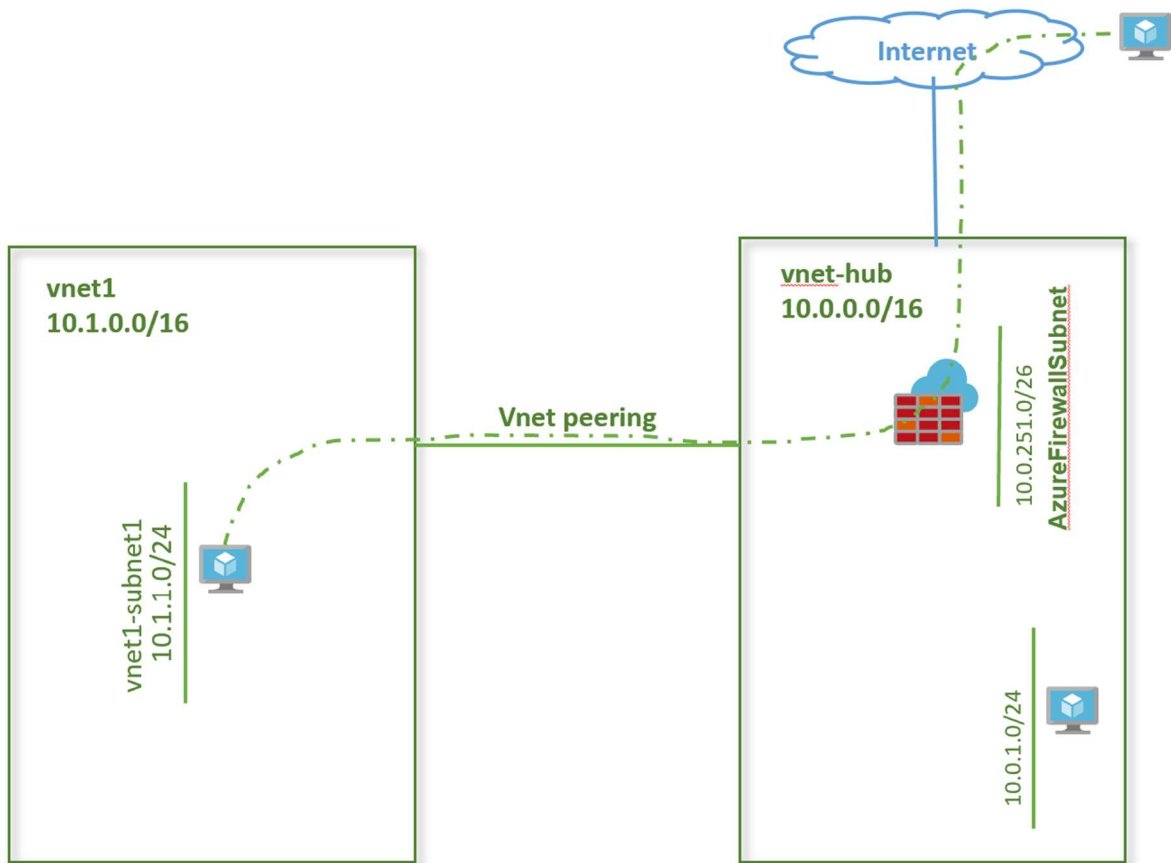 Internet
vnet1
10.1.0.0/16
vnet-hub
10.0.0.0/16
Vnet peering
vnet1-subnet1
10.1.1.0/24
10.0.251.0/26
AzureFirewallSubnet
10.0.1.0/24